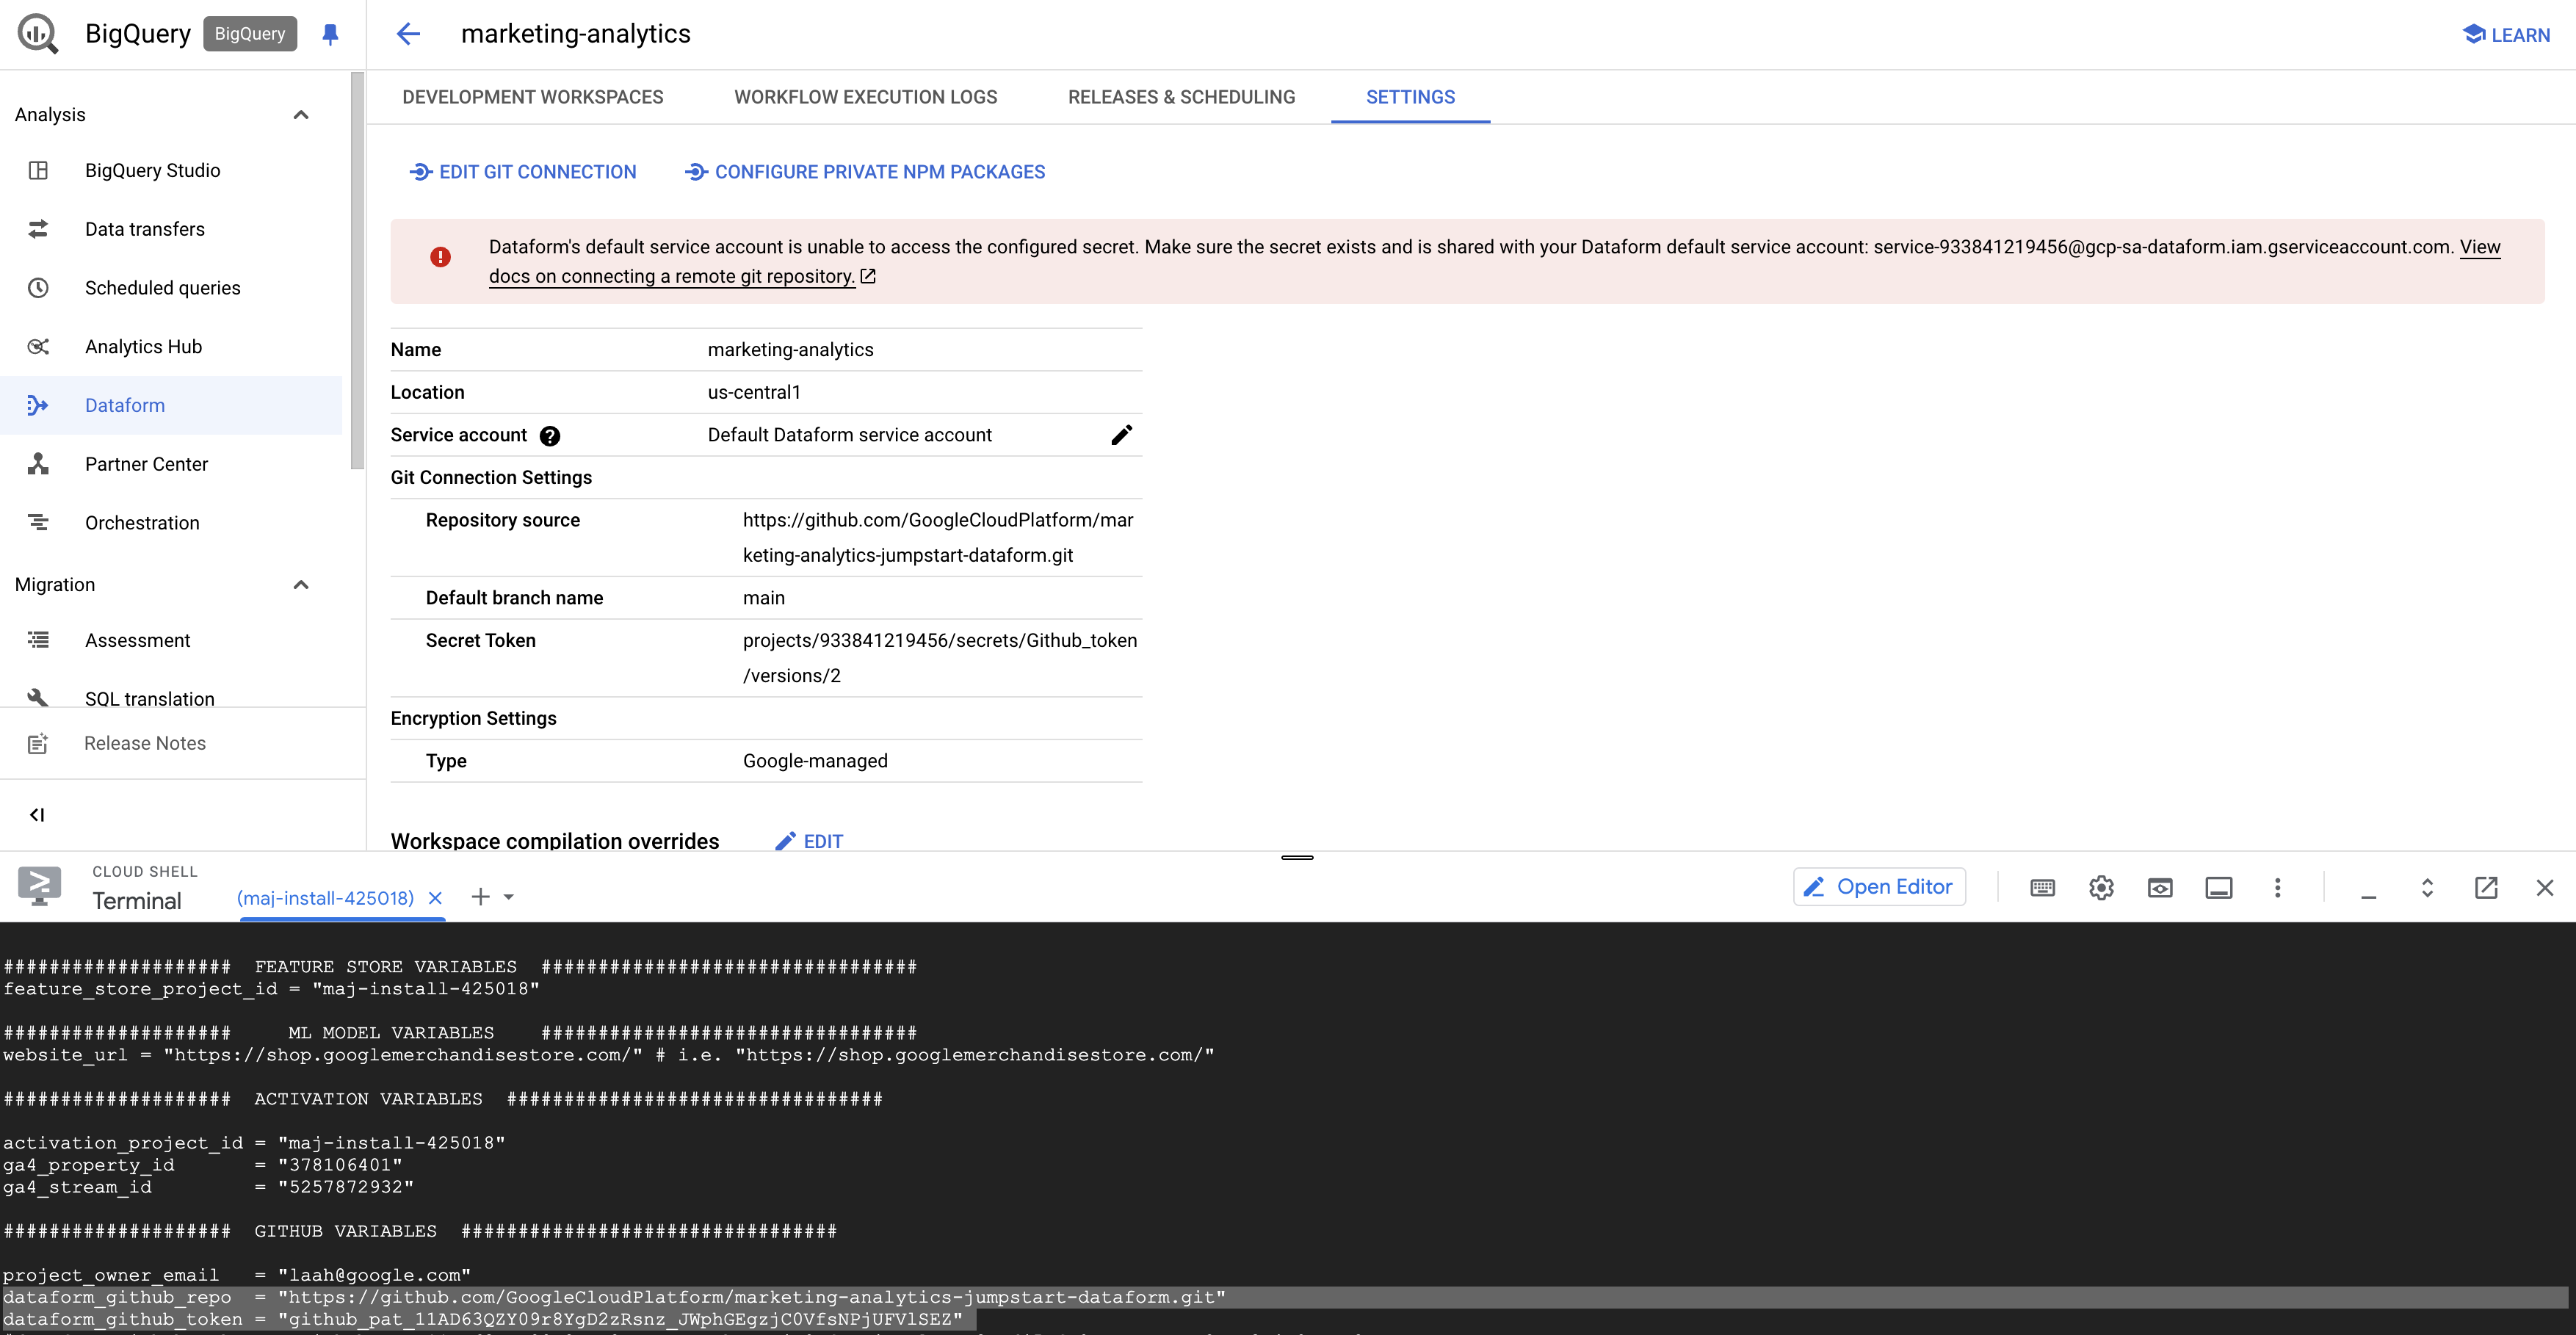 BigQuery BigQuery
marketing-analytics
LEARN
Analysis
BigQuery Studio
Data transfers
Scheduled queries
Analytics Hub
Dataform
Partner Center
Orchestration
Migration
Assessment
SQL translation
Release Notes
DEVELOPMENT WORKSPACES WORKFLOW EXECUTION LOGS RELEASES & SCHEDULING SETTINGS
EDIT GIT CONNECTION CONFIGURE PRIVATE NPM PACKAGES
Dataform's default service account is unable to access the configured secret. Make sure the secret exists and is shared with your Dataform default service account: service-933841219456@gcp-sa-dataform.iam.gserviceaccount.com. View
docs on connecting a remote git repository.
Name marketing-analytics
Location us-central1
Service account Default Dataform service account
Git Connection Settings
Repository source https://github.com/GoogleCloudPlatform/mar
keting-analytics-jumpstart-dataform.git
Default branch name main
Secret Token projects/933841219456/secrets/Github_token
/versions/2
Encryption Settings
Type Google-managed
Workspace compilation overrides EDIT
CLOUD SHELL
Terminal (maj-install-425018) Open Editor
#################### FEATURE STORE VARIABLES #################################
feature_store_project_id = "maj-install-425018"
#################### ML MODEL VARIABLES #################################
website_url = "https://shop.googlemerchandisestore.com/" # i.e. "https://shop.googlemerchandisestore.com/"
#################### ACTIVATION VARIABLES #################################
activation_project_id = "maj-install-425018"
ga4_property_id = "378106401"
ga4_stream_id = "5257872932"
#################### GITHUB VARIABLES #################################
project_owner_email = "laah@google.com"
dataform_github_repo = "https://github.com/GoogleCloudPlatform/marketing-analytics-jumpstart-dataform.git"
dataform_github_token = "github_pat_11AD63QZY09r8YgD2zRsnz_JWphGEgzjC0VfsNPjUFVlSEZ"